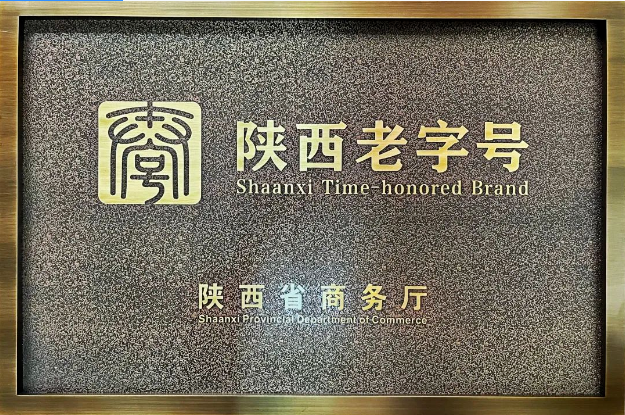 陕西老字号
Shaanxi Time-honored Brand
陕西省商务厅
Shaanxi Provincial Department of Commerce